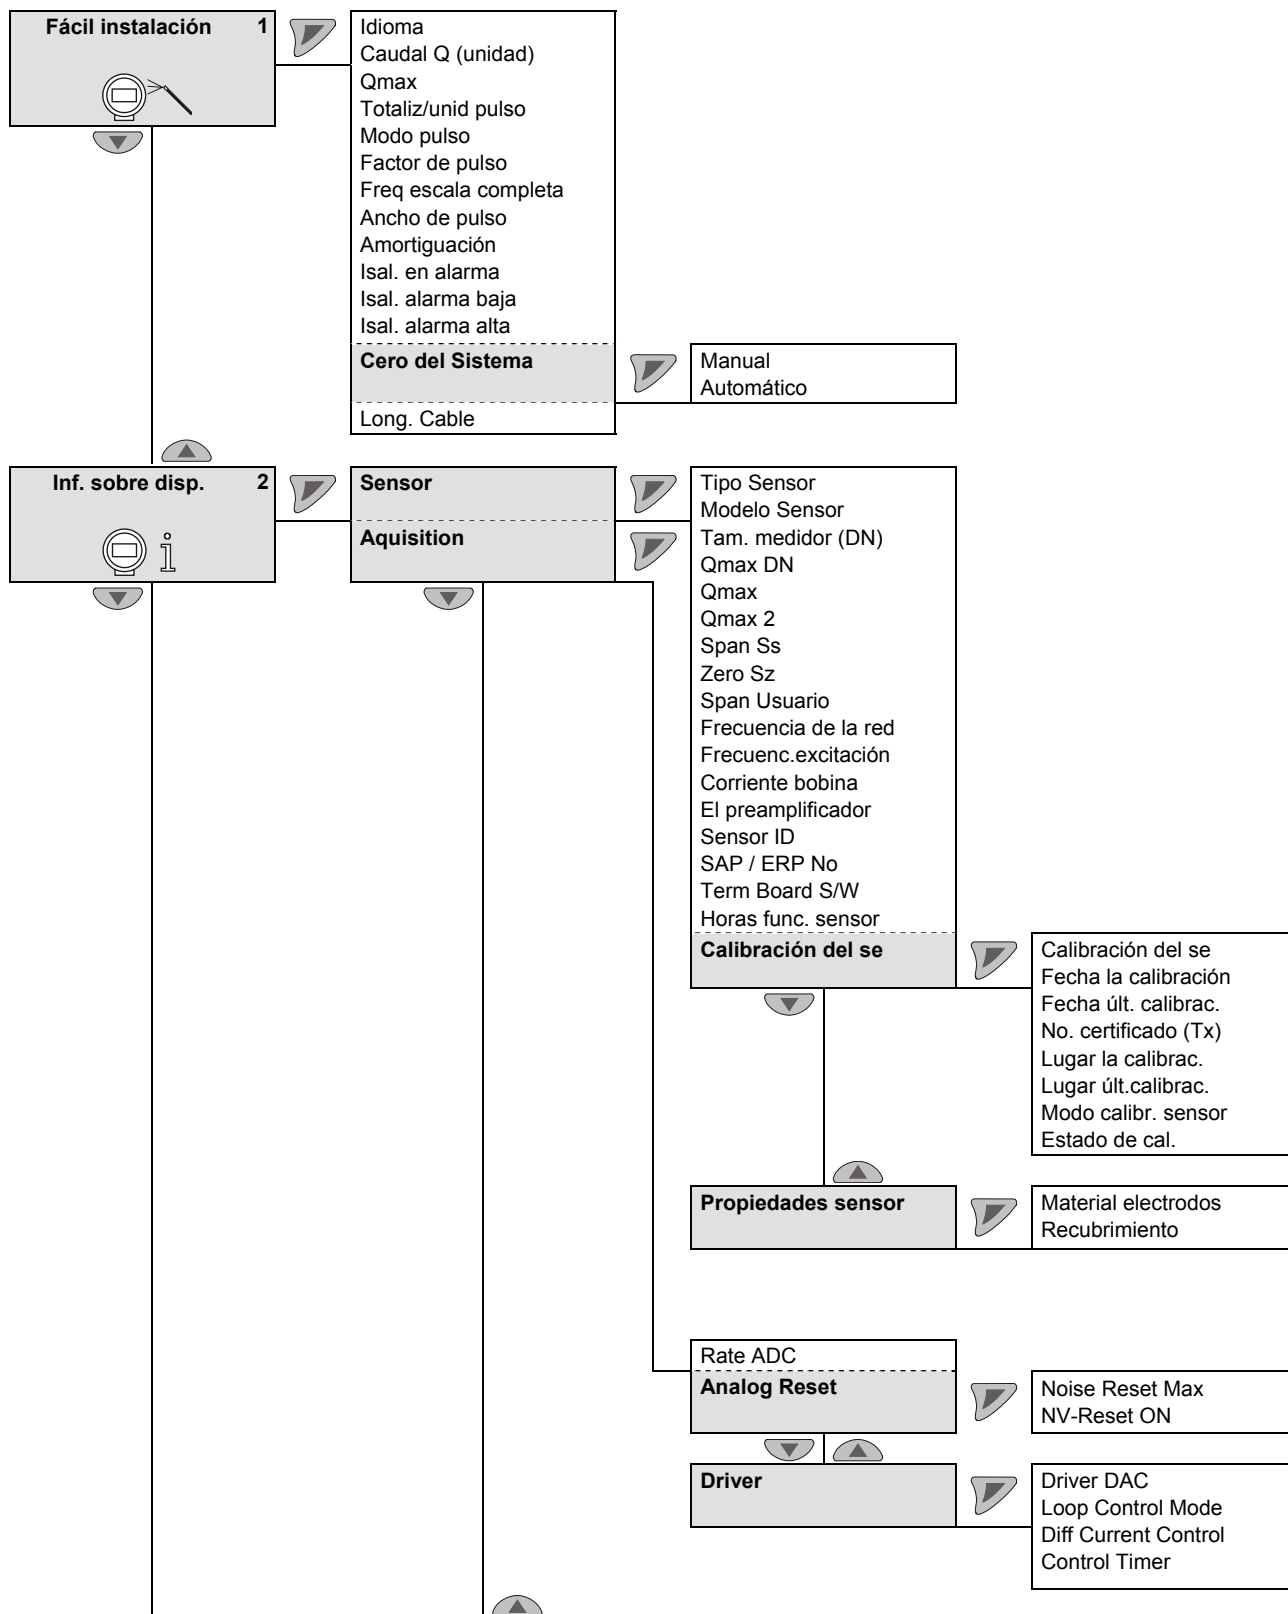 Fácil instalación 1
Idioma
Caudal Q (unidad)
Qmax
Totaliz/unid pulso
Modo pulso
Factor de pulso
Freq escala completa
Ancho de pulso
Amortiguación
Isal. en alarma
Isal. alarma baja
Isal. alarma alta
Cero del Sistema
Manual
Automático
Long. Cable
Inf. sobre disp. 2
Sensor
Aquisition
Tipo Sensor
Modelo Sensor
Tam. medidor (DN)
Qmax DN
Qmax
Qmax 2
Span Ss
Zero Sz
Span Usuario
Frecuencia de la red
Frecuenc.excitación
Corriente bobina
El preamplificador
Sensor ID
SAP / ERP No
Term Board S/W
Horas func. sensor
Calibración del se
Calibración del se
Fecha la calibración
Fecha últ. calibrac.
No. certificado (Tx)
Lugar la calibrac.
Lugar últ.calibrac.
Modo calibr. sensor
Estado de cal.
Propiedades sensor
Material electrodos
Recubrimiento
Rate ADC
Analog Reset
Noise Reset Max
NV-Reset ON
Driver
Driver DAC
Loop Control Mode
Diff Current Control
Control Timer